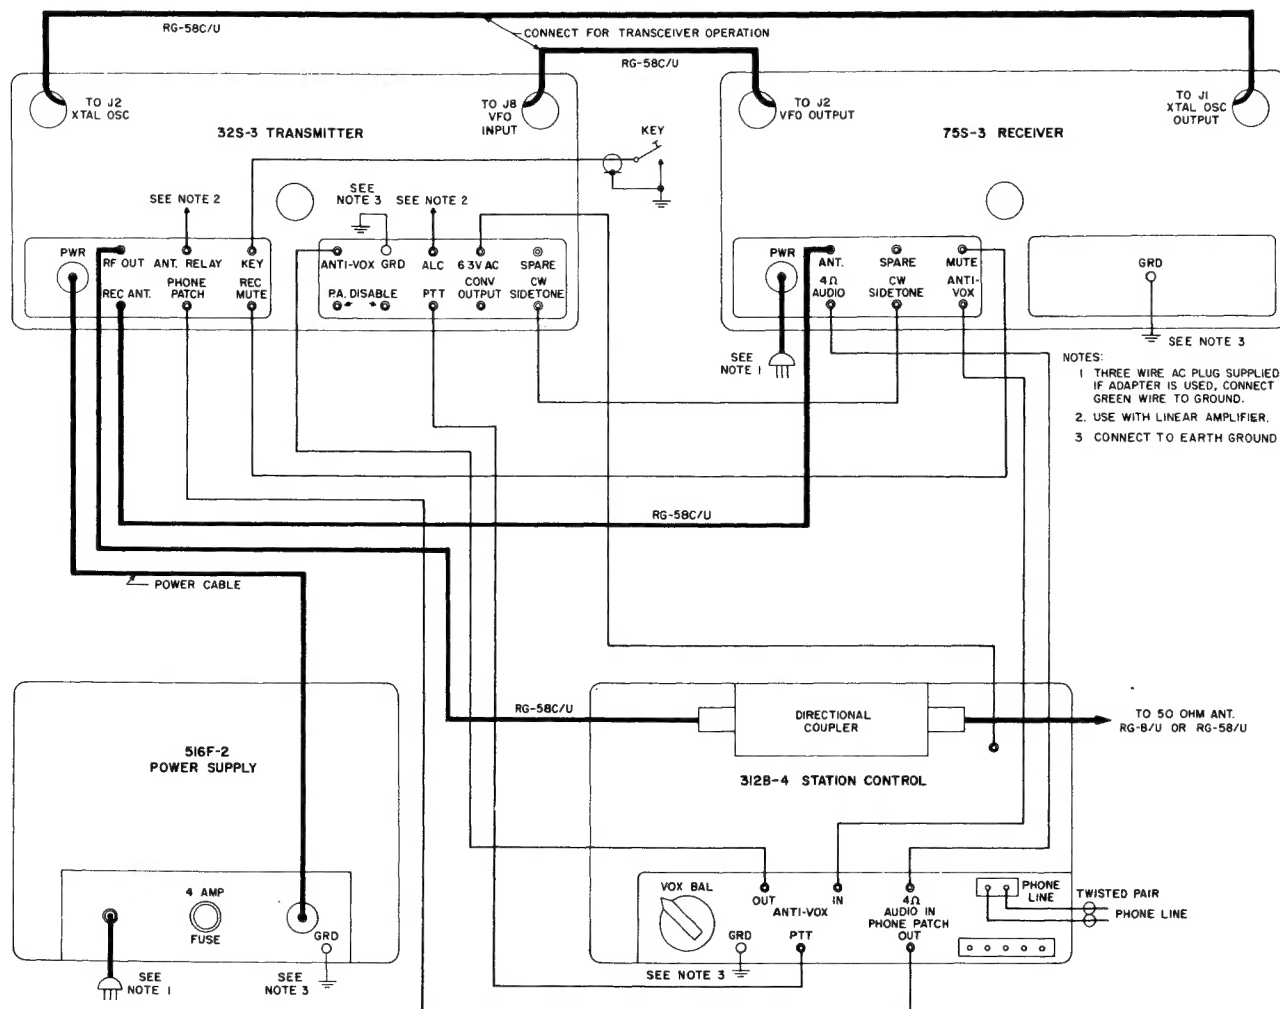 RG-58C/U
CONNECT FOR TRANSCEIVER OPERATION
RG-58C/U
TO J2
XTAL OSC
TO J8
VFO
INPUT
32S-3 TRANSMITTER
KEY
TO J2
VFO OUTPUT
TO J1
XTAL OSC
OUTPUT
75S-3 RECEIVER
SEE NOTE 2
SEE
NOTE 3
SEE NOTE 2
PWR
RF OUT
ANT. RELAY
KEY
REC ANT.
PHONE
PATCH
REC
MUTE
ANTI-VOX
GRD
ALC
6 3V AC
SPARE
P.A. DISABLE
PTT
CONV
OUTPUT
CW
SIDETONE
PWR
ANT.
SPARE
MUTE
4Ω
AUDIO
CW
SIDETONE
ANTI-
VOX
GRD
SEE NOTE 3
SEE
NOTE 1
NOTES:
1 THREE WIRE AC PLUG SUPPLIED
IF ADAPTER IS USED, CONNECT
GREEN WIRE TO GROUND.
2. USE WITH LINEAR AMPLIFIER.
3 CONNECT TO EARTH GROUND
RG-58C/U
POWER CABLE
RG-58C/U
DIRECTIONAL
COUPLER
TO 50 OHM ANT.
RG-8/U OR RG-58/U
516F-2
POWER SUPPLY
312B-4 STATION CONTROL
4 AMP
FUSE
GRD
SEE
NOTE 1
SEE
NOTE 3
VOX BAL
OUT
ANTI-VOX
IN
4Ω
AUDIO IN
PHONE PATCH
OUT
GRD
PTT
SEE NOTE 3
PHONE
LINE
TWISTED PAIR
PHONE LINE